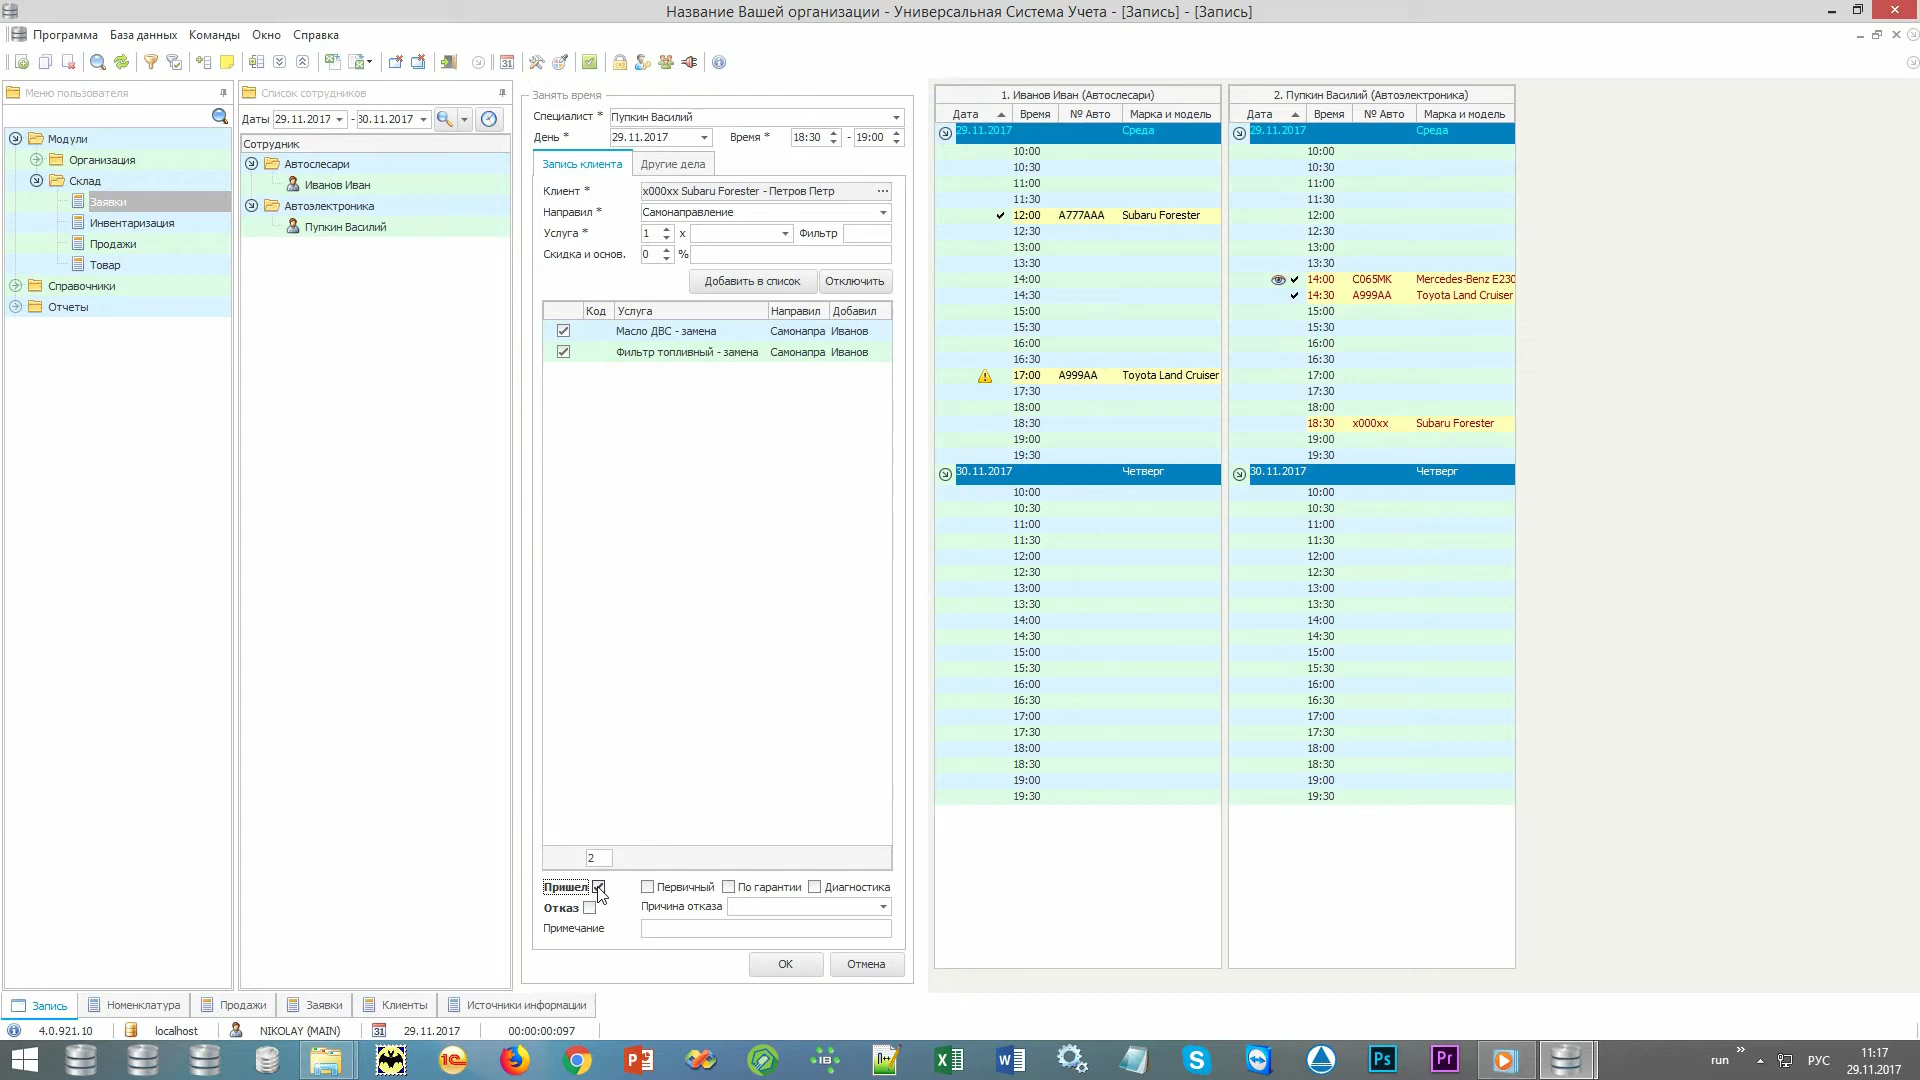 Название Вашей организации - Универсальная Система Учета - [Запись] - [Запись]
Программа База данных Команды Окно Справка
Меню пользователя
Модули
Организация
Склад
Заявки
Инвентаризация
Продажи
Товар
Справочники
Отчеты
Список сотрудников
Даты 29.11.2017 - 30.11.2017
Сотрудник
Автослесари
Иванов Иван
Автоэлектроника
Пупкин Василий
Занять время
Специалист * Пупкин Василий
День * 29.11.2017 Время * 18:30 - 19:00
Запись клиента Другие дела
Клиент * х000хх Subaru Forester - Петров Петр ...
Направил * Самонаправление
Услуга * 1 x Фильтр
Скидка и основ. 0 %
Добавить в список Отключить
Код Услуга Направил Добавил
Масло ДВС - замена Самонапра Иванов
Фильтр топливный - замена Самонапра Иванов
2
Пришел Первичный По гарантии Диагностика
Отказ Причина отказа
Примечание
OK Отмена
1. Иванов Иван (Автослесари)
Дата Время № Авто Марка и модель
29.11.2017 Среда
10:00
10:30
11:00
11:30
12:00 A777AAA Subaru Forester
12:30
13:00
13:30
14:00
14:30
15:00
15:30
16:00
16:30
17:00 A999AA Toyota Land Cruiser
17:30
18:00
18:30
19:00
19:30
30.11.2017 Четверг
10:00
10:30
11:00
11:30
12:00
12:30
13:00
13:30
14:00
14:30
15:00
15:30
16:00
16:30
17:00
17:30
18:00
18:30
19:00
19:30
2. Пупкин Василий (Автоэлектроника)
Дата Время № Авто Марка и модель
29.11.2017 Среда
10:00
10:30
11:00
11:30
12:00
12:30
13:00
13:30
14:00 C065MK Mercedes-Benz E230
14:30 A999AA Toyota Land Cruiser
15:00
15:30
16:00
16:30
17:00
17:30
18:00
18:30 х000хх Subaru Forester
19:00
19:30
30.11.2017 Четверг
10:00
10:30
11:00
11:30
12:00
12:30
13:00
13:30
14:00
14:30
15:00
15:30
16:00
16:30
17:00
17:30
18:00
18:30
19:00
19:30
Запись Номенклатура Продажи Заявки Клиенты Источники информации
4.0.921.10 localhost NIKOLAY (MAIN) 31 29.11.2017 00:00:00:097
run » РУС 11:17
29.11.2017